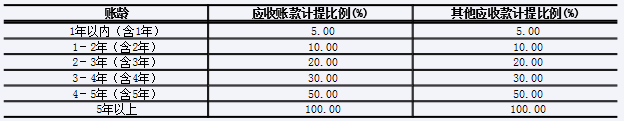 账龄 应收账款计提比例(%) 其他应收款计提比例(%)
1年以内（含1年） 5.00 5.00
1－2年（含2年） 10.00 10.00
2－3年（含3年） 20.00 20.00
3－4年（含4年） 30.00 30.00
4－5年（含5年） 50.00 50.00
5年以上 100.00 100.00